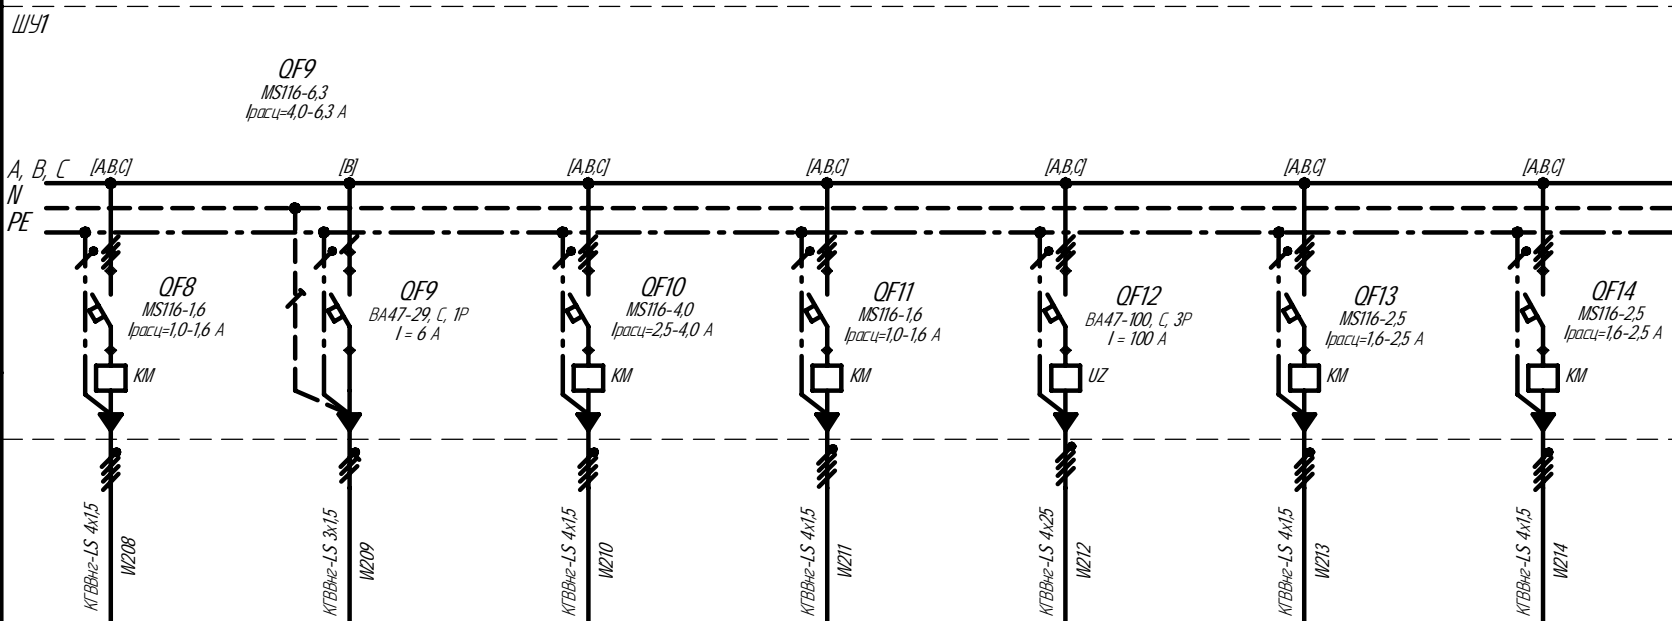 ШУ1
QF9
MS116-6,3
Iрасц=4,0-6,3 А
А, В, С
[A,B,C]
[B]
[A,B,C]
[A,B,C]
[A,B,C]
[A,B,C]
[A,B,C]
N
PE
QF8
MS116-1,6
Iрасц=1,0-1,6 А
QF9
ВА47-29, С, 1Р
I = 6 А
QF10
MS116-4,0
Iрасц=2,5-4,0 А
QF11
MS116-1,6
Iрасц=1,0-1,6 А
QF12
ВА47-100, С, 3Р
I = 100 А
QF13
MS116-2,5
Iрасц=1,6-2,5 А
QF14
MS116-2,5
Iрасц=1,6-2,5 А
КМ
КМ
КМ
UZ
КМ
КМ
КГВВнг-LS 4х1,5
W208
КГВВнг-LS 3х1,5
W209
КГВВнг-LS 4х1,5
W210
КГВВнг-LS 4х1,5
W211
КГВВнг-LS 4х25
W212
КГВВнг-LS 4х1,5
W213
КГВВнг-LS 4х1,5
W214